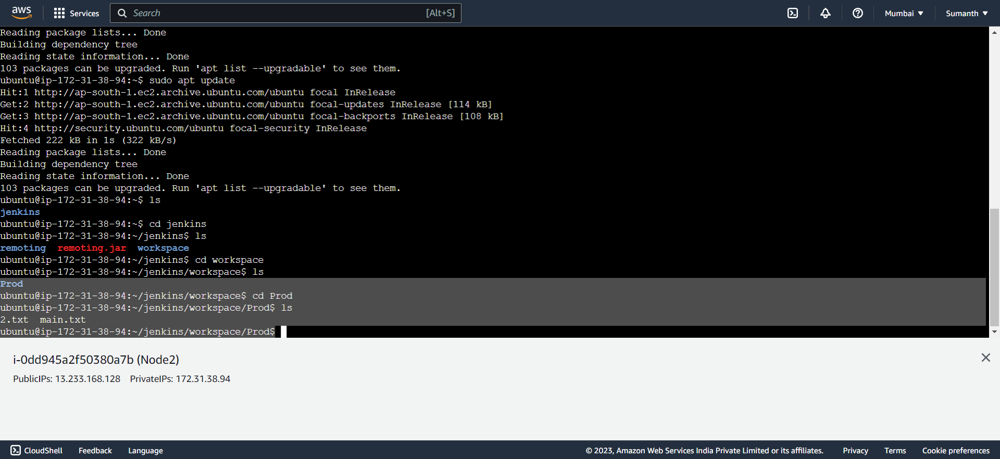 aws Services Search [Alt+S] Mumbai ▼ Sumanth ▼
Reading package lists... Done
Building dependency tree
Reading state information... Done
103 packages can be upgraded. Run 'apt list --upgradable' to see them.
ubuntu@ip-172-31-38-94:~$ sudo apt update
Hit:1 http://ap-south-1.ec2.archive.ubuntu.com/ubuntu focal InRelease
Get:2 http://ap-south-1.ec2.archive.ubuntu.com/ubuntu focal-updates InRelease [114 kB]
Get:3 http://ap-south-1.ec2.archive.ubuntu.com/ubuntu focal-backports InRelease [108 kB]
Hit:4 http://security.ubuntu.com/ubuntu focal-security InRelease
Fetched 222 kB in 1s (322 kB/s)
Reading package lists... Done
Building dependency tree
Reading state information... Done
103 packages can be upgraded. Run 'apt list --upgradable' to see them.
ubuntu@ip-172-31-38-94:~$ ls
jenkins
ubuntu@ip-172-31-38-94:~$ cd jenkins
ubuntu@ip-172-31-38-94:~/jenkins$ ls
remoting  remoting.jar  workspace
ubuntu@ip-172-31-38-94:~/jenkins$ cd workspace
ubuntu@ip-172-31-38-94:~/jenkins/workspace$ ls
Prod
ubuntu@ip-172-31-38-94:~/jenkins/workspace$ cd Prod
ubuntu@ip-172-31-38-94:~/jenkins/workspace/Prod$ ls
2.txt  main.txt
ubuntu@ip-172-31-38-94:~/jenkins/workspace/Prod$
i-0dd945a2f50380a7b (Node2)
PublicIPs: 13.233.168.128 PrivateIPs: 172.31.38.94
CloudShell Feedback Language © 2023, Amazon Web Services India Private Limited or its affiliates. Privacy Terms Cookie preferences